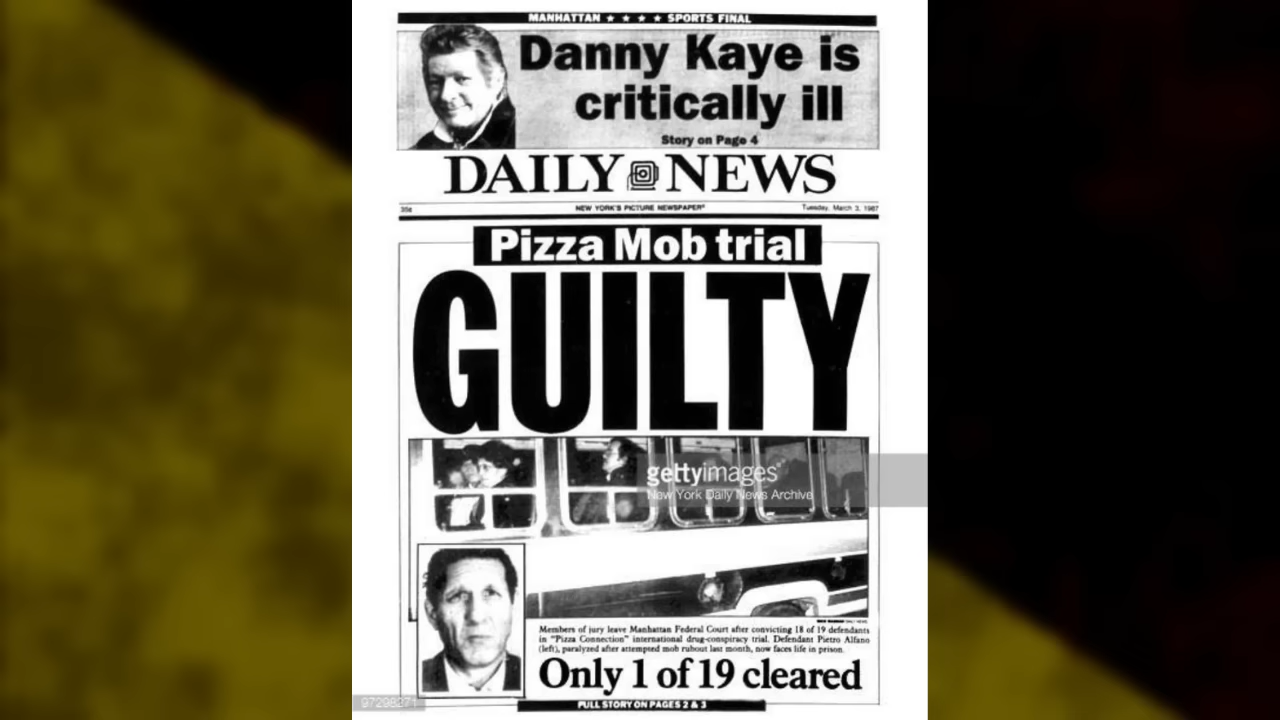 MANHATTAN ★ ★ ★ ★ SPORTS FINAL
Danny Kaye is
critically ill
Story on Page 4
DAILY NEWS
35¢ NEW YORK'S PICTURE NEWSPAPER® Tuesday, March 3, 1987
Pizza Mob trial
GUILTY
gettyimages®
New York Daily News Archive
Members of jury leave Manhattan Federal Court after convicting 18 of 19 defendants
in "Pizza Connection" international drug-conspiracy trial. Defendant Pietro Alfano
(left), paralyzed after attempted mob rubout last month, now faces life in prison.
Only 1 of 19 cleared
FULL STORY ON PAGES 2 & 3
97298271